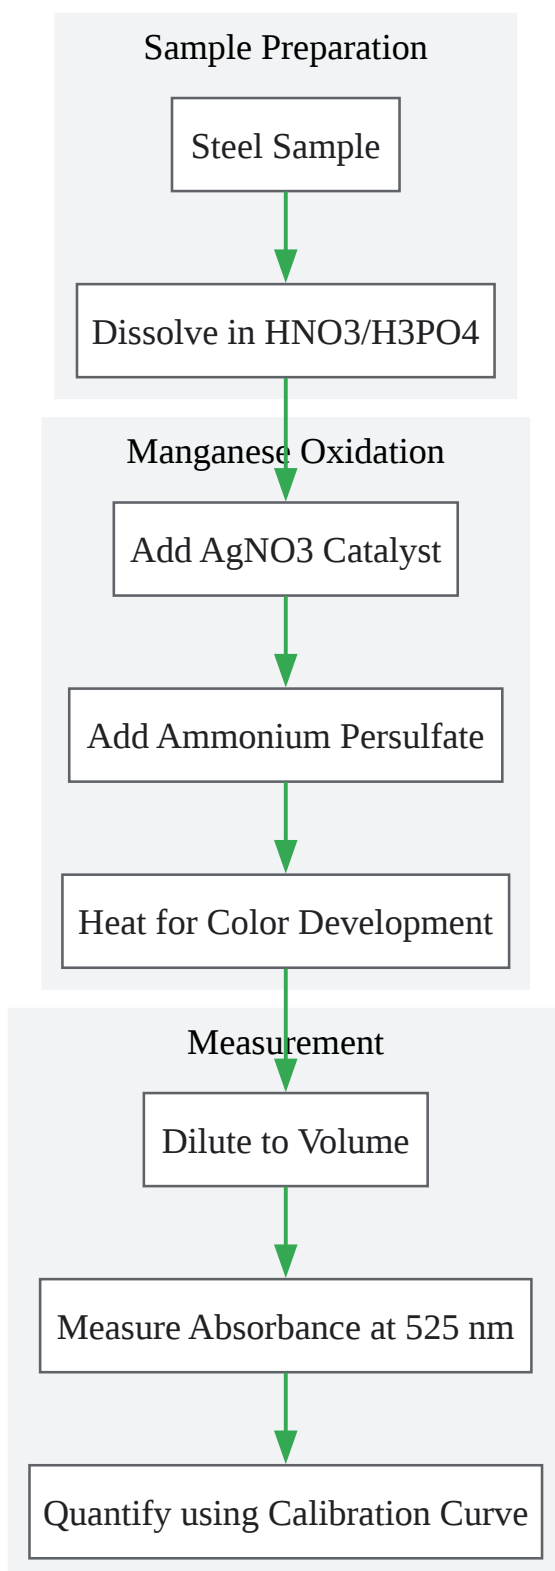 Sample Preparation
Steel Sample
Dissolve in HNO3/H3PO4
Manganese Oxidation
Add AgNO3 Catalyst
Add Ammonium Persulfate
Heat for Color Development
Measurement
Dilute to Volume
Measure Absorbance at 525 nm
Quantify using Calibration Curve